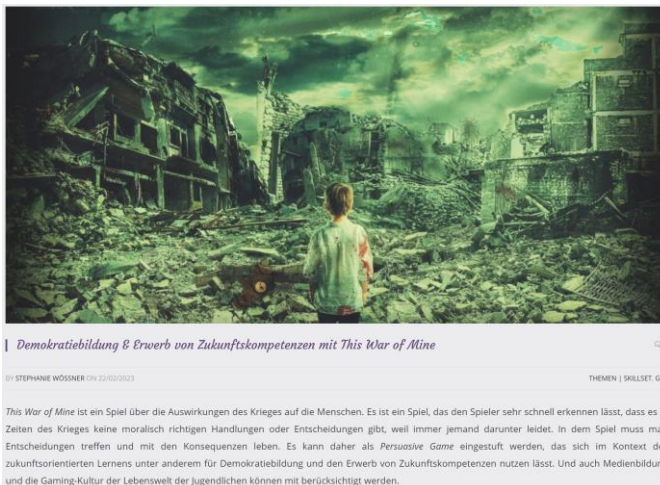 Demokratiebildung & Erwerb von Zukunftskompetenzen mit This War of Mine
BY STEPHANIE WÖSSNER ON 22/02/2023 THEMEN | SKILLSET, G
This War of Mine ist ein Spiel über die Auswirkungen des Krieges auf die Menschen. Es ist ein Spiel, das den Spieler sehr schnell erkennen lässt, dass es
Zeiten des Krieges keine moralisch richtigen Handlungen oder Entscheidungen gibt, weil immer jemand darunter leidet. In dem Spiel muss ma
Entscheidungen treffen und mit den Konsequenzen leben. Es kann daher als Persuasive Game eingestuft werden, das sich im Kontext de
zukunftsorientierten Lernens unter anderem für Demokratiebildung und den Erwerb von Zukunftskompetenzen nutzen lässt. Und auch Medienbildun
und die Gaming-Kultur der Lebenswelt der Jugendlichen können mit berücksichtigt werden.